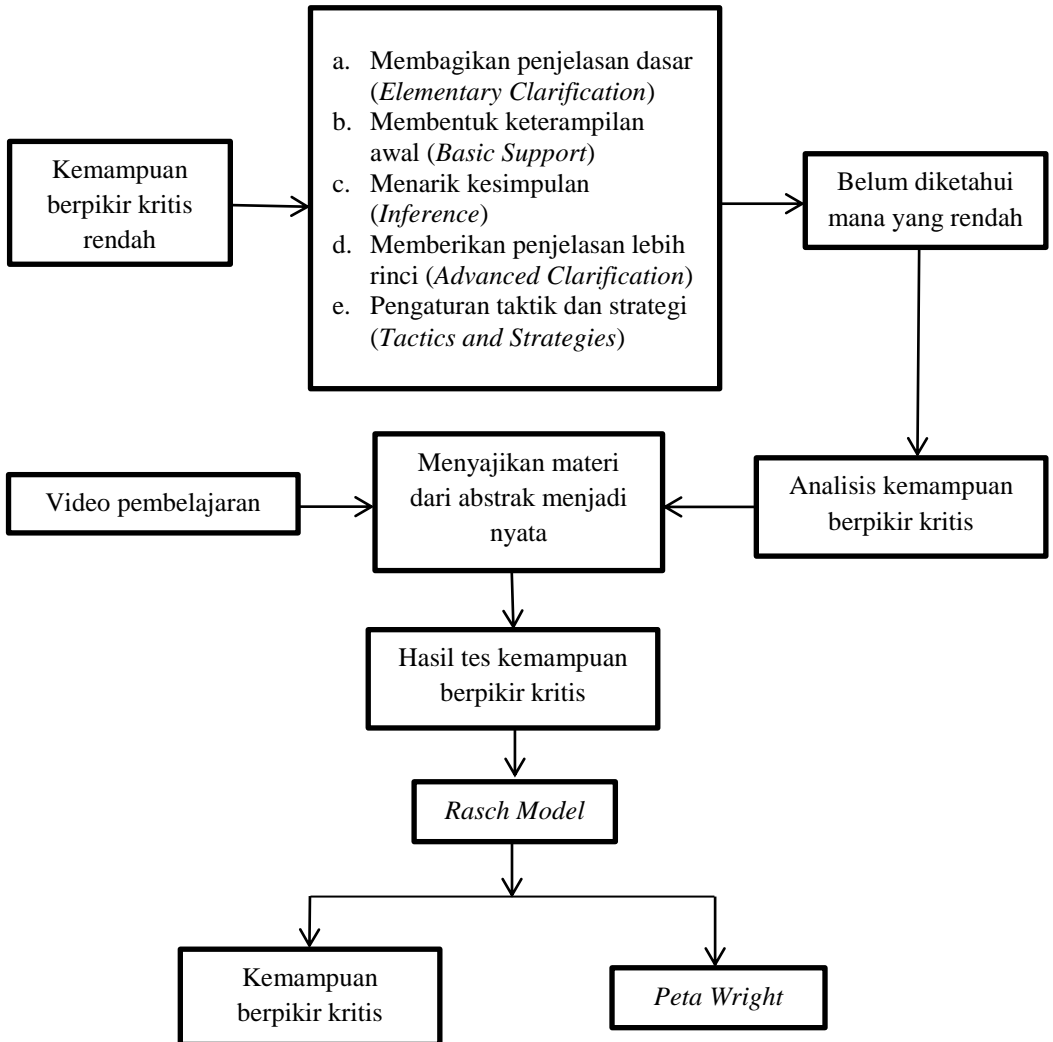 Kemampuan
berpikir kritis
rendah
a. Membagikan penjelasan dasar
(Elementary Clarification)
b. Membentuk keterampilan
awal (Basic Support)
c. Menarik kesimpulan
(Inference)
d. Memberikan penjelasan lebih
rinci (Advanced Clarification)
e. Pengaturan taktik dan strategi
(Tactics and Strategies)
Belum diketahui
mana yang rendah
Video pembelajaran
Menyajikan materi
dari abstrak menjadi
nyata
Analisis kemampuan
berpikir kritis
Hasil tes kemampuan
berpikir kritis
Rasch Model
Kemampuan
berpikir kritis
Peta Wright